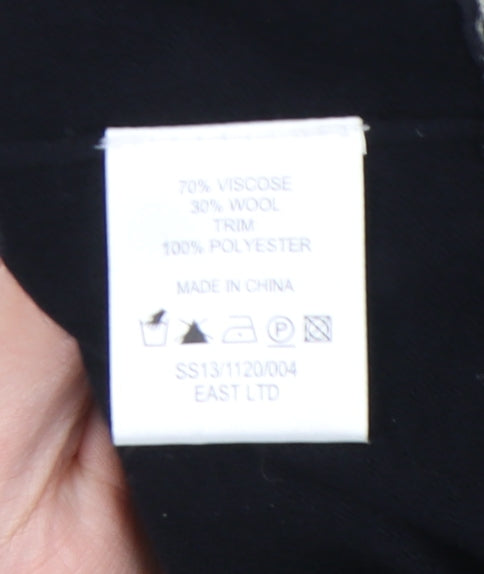 70% VISCOSE
30% WOOL
TRIM
100% POLYESTER
MADE IN CHINA
P
SS13/1120/004
EAST LTD